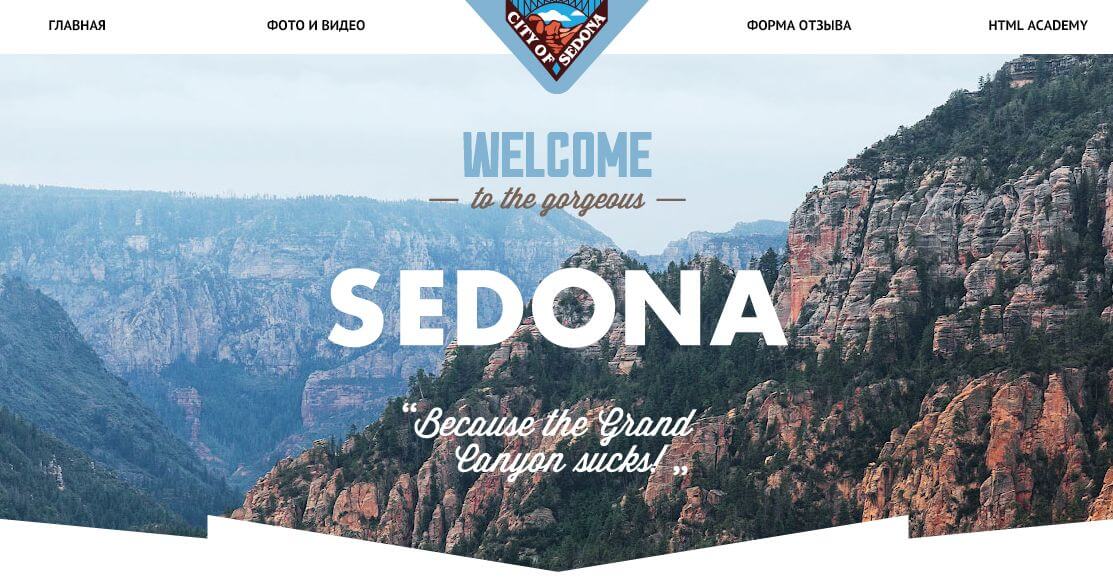 ГЛАВНАЯ
ФОТО И ВИДЕО
CITY OF SEDONA
ФОРМА ОТЗЫВА
HTML ACADEMY
WELCOME
to the gorgeous
SEDONA
“Because the Grand
Canyon sucks!„